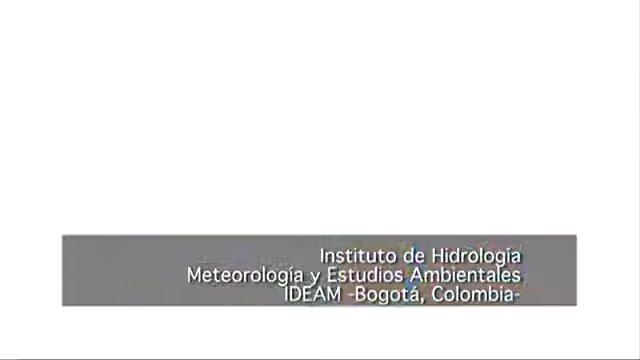 Instituto de Hidrología
Meteorología y Estudios Ambientales
IDEAM -Bogotá, Colombia-